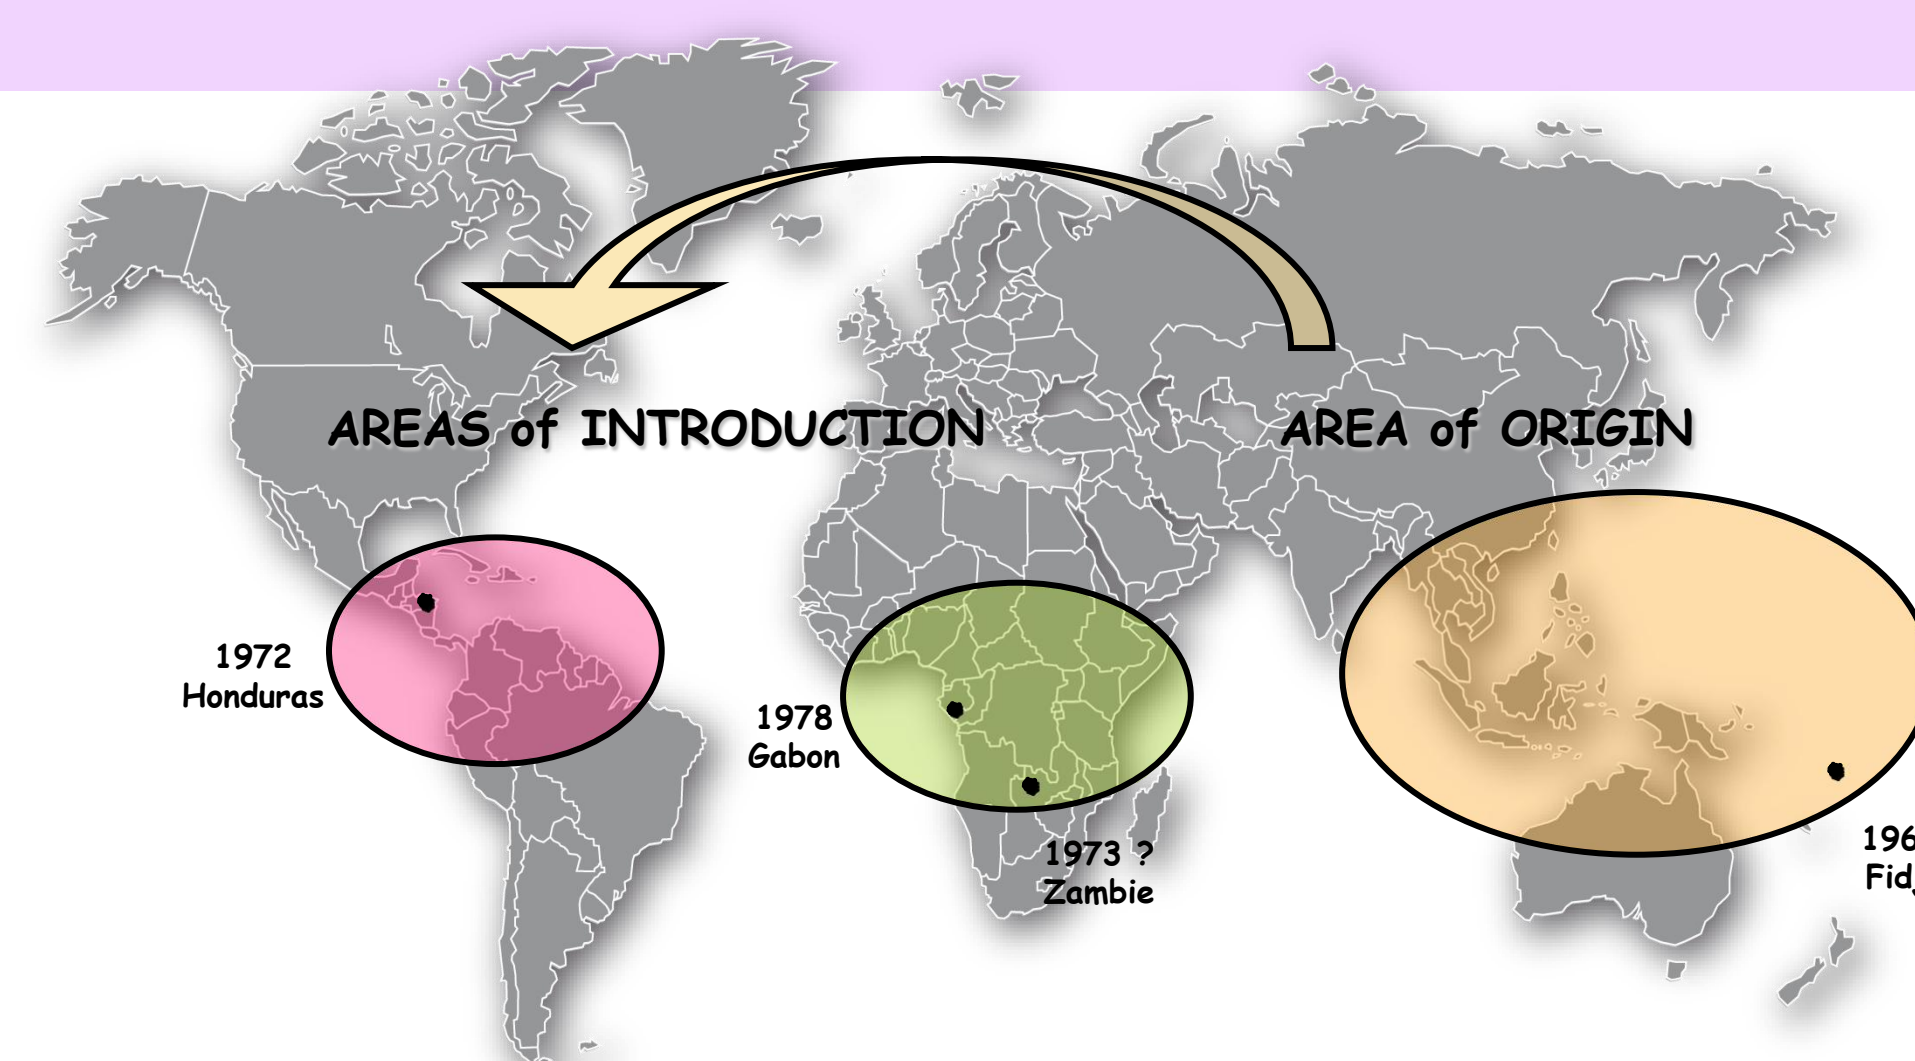 AREAS of INTRODUCTION
AREA of ORIGIN
1972
Honduras
1978
Gabon
1973 ?
Zambie